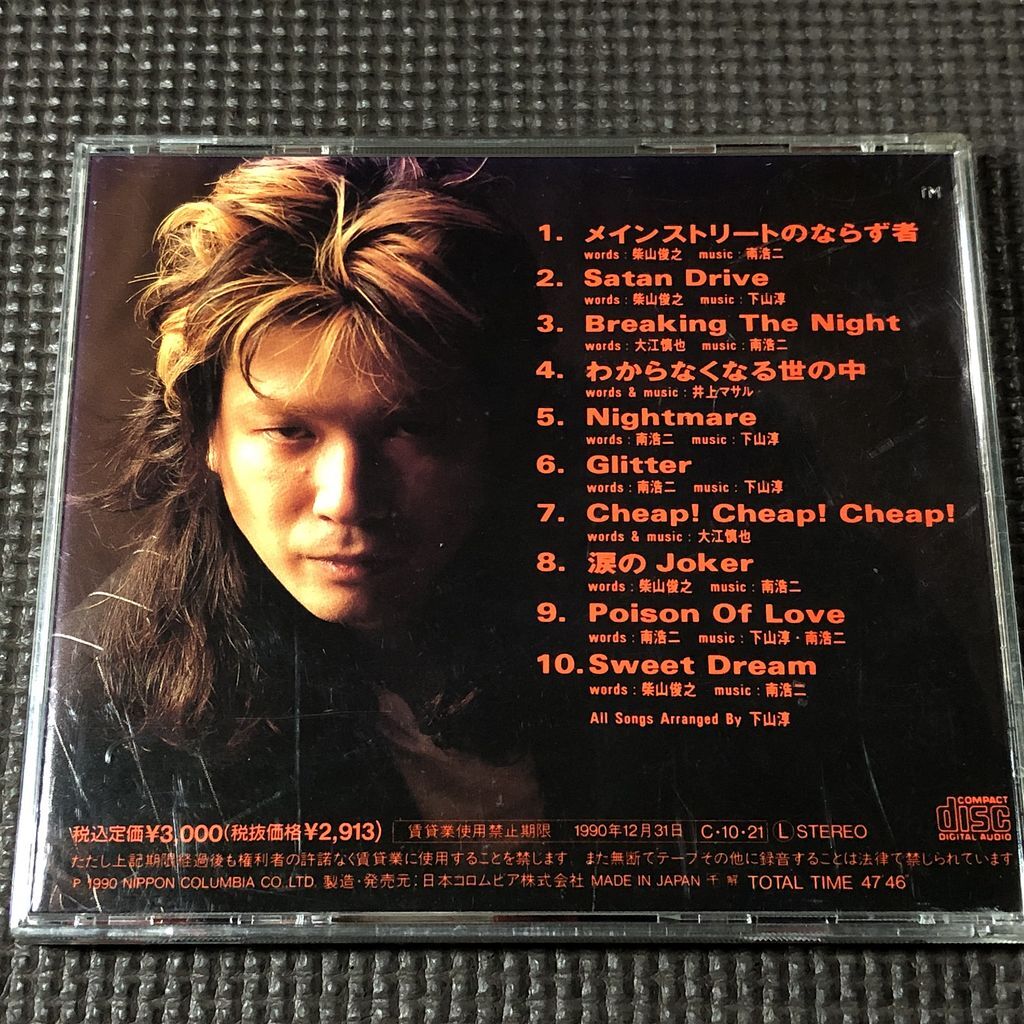 1. メインストリートのならず者
words : 柴山俊之 music : 南浩二
2. Satan Drive
words : 柴山俊之 music : 下山淳
3. Breaking The Night
words : 大江慎也 music : 南浩二
4. わからなくなる世の中
words & music : 井上マサル
5. Nightmare
words : 南浩二 music : 下山淳
6. Glitter
words : 南浩二 music : 下山淳
7. Cheap! Cheap! Cheap!
words & music : 大江慎也
8. 涙の Joker
words : 柴山俊之 music : 南浩二
9. Poison Of Love
words : 南浩二 music : 下山淳・南浩二
10. Sweet Dream
words : 柴山俊之 music : 南浩二
All Songs Arranged By 下山淳
COMPACT
disc
DIGITAL AUDIO
税込定価¥3,000(税抜価格¥2,913) 賃貸業使用禁止期限 1990年12月31日 C・10・21 Ⓛ STEREO
ただし上記期限経過後も権利者の許諾なく賃貸業に使用することを禁じます。また無断でテープその他に録音することは法律で禁じられています
P 1990 NIPPON COLUMBIA CO.,LTD. 製造・発売元:日本コロムビア株式会社 MADE IN JAPAN TOTAL TIME 47'46